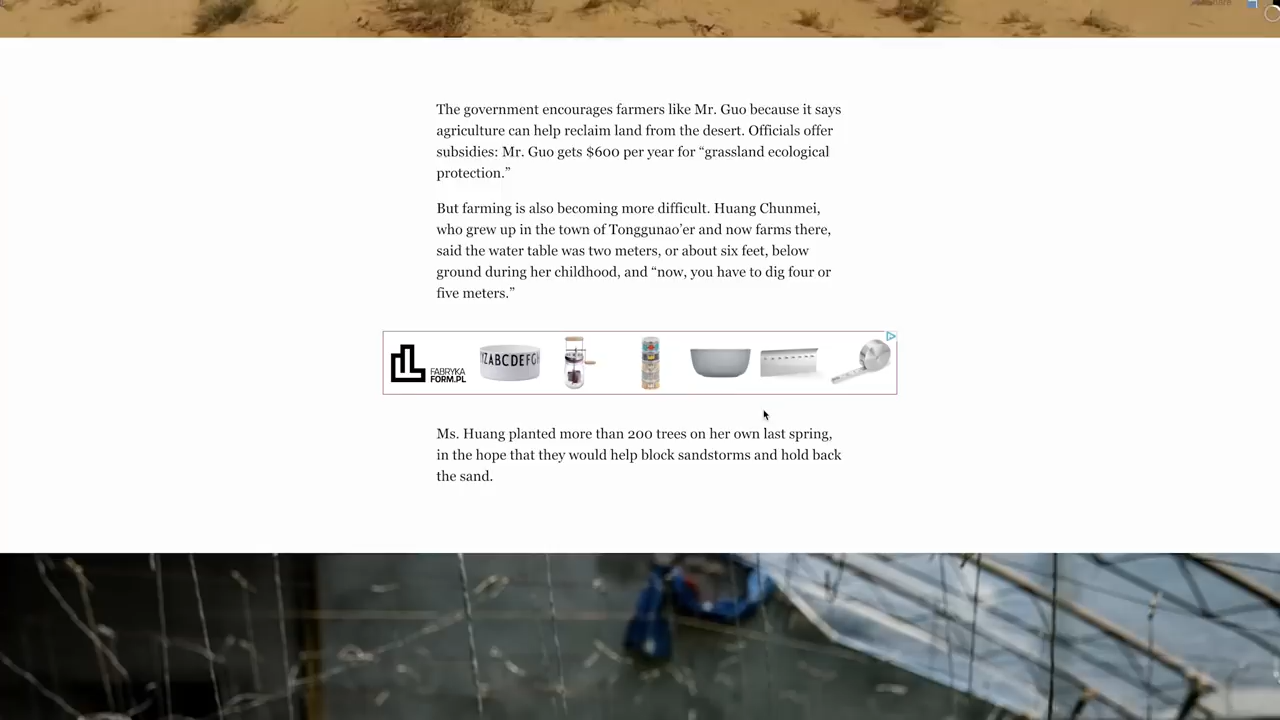 The government encourages farmers like Mr. Guo because it says
agriculture can help reclaim land from the desert. Officials offer
subsidies: Mr. Guo gets $600 per year for “grassland ecological
protection.”
But farming is also becoming more difficult. Huang Chunmei,
who grew up in the town of Tonggunao’er and now farms there,
said the water table was two meters, or about six feet, below
ground during her childhood, and “now, you have to dig four or
five meters.”
YZABCDEFG
FABRYKA
FORM.PL
Ms. Huang planted more than 200 trees on her own last spring,
in the hope that they would help block sandstorms and hold back
the sand.